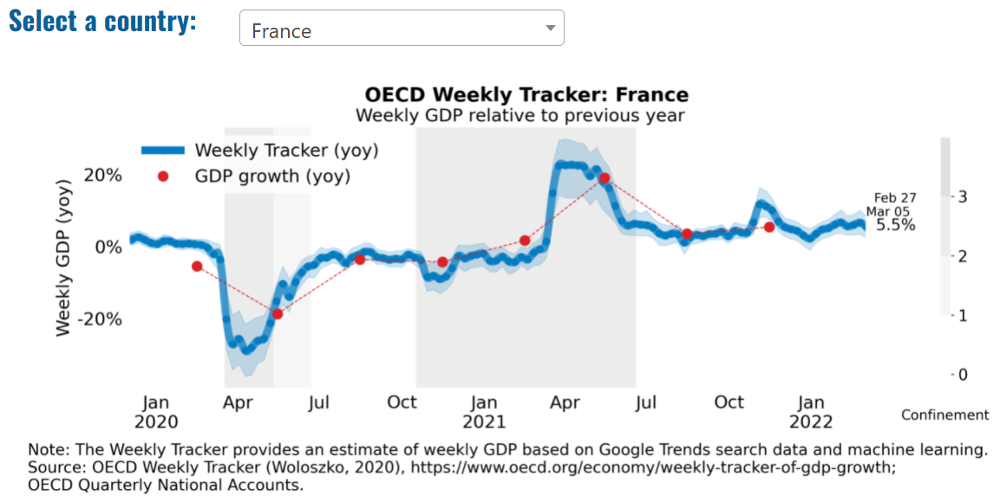 Select a country:
France
OECD Weekly Tracker: France
Weekly GDP relative to previous year
Weekly Tracker (yoy)
GDP growth (yoy)
Weekly GDP (yoy)
20%
0%
-20%
Feb 27
Mar 05
5.5%
3
2
1
0
Confinement
Jan
2020
Apr
Jul
Oct
Jan
2021
Apr
Jul
Oct
Jan
2022
Note: The Weekly Tracker provides an estimate of weekly GDP based on Google Trends search data and machine learning.
Source: OECD Weekly Tracker (Woloszko, 2020), https://www.oecd.org/economy/weekly-tracker-of-gdp-growth;
OECD Quarterly National Accounts.